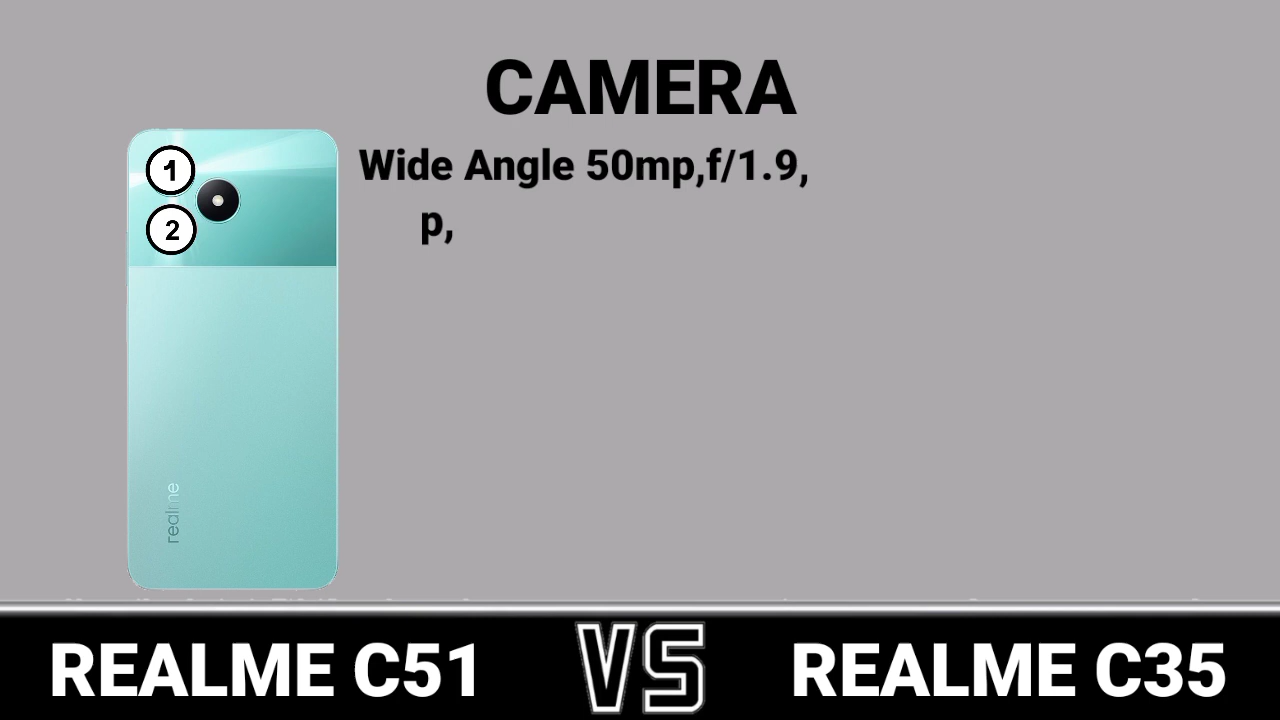 CAMERA
1
Wide Angle 50mp,f/1.9,
2
p,
realme
REALME C51
VS
REALME C35